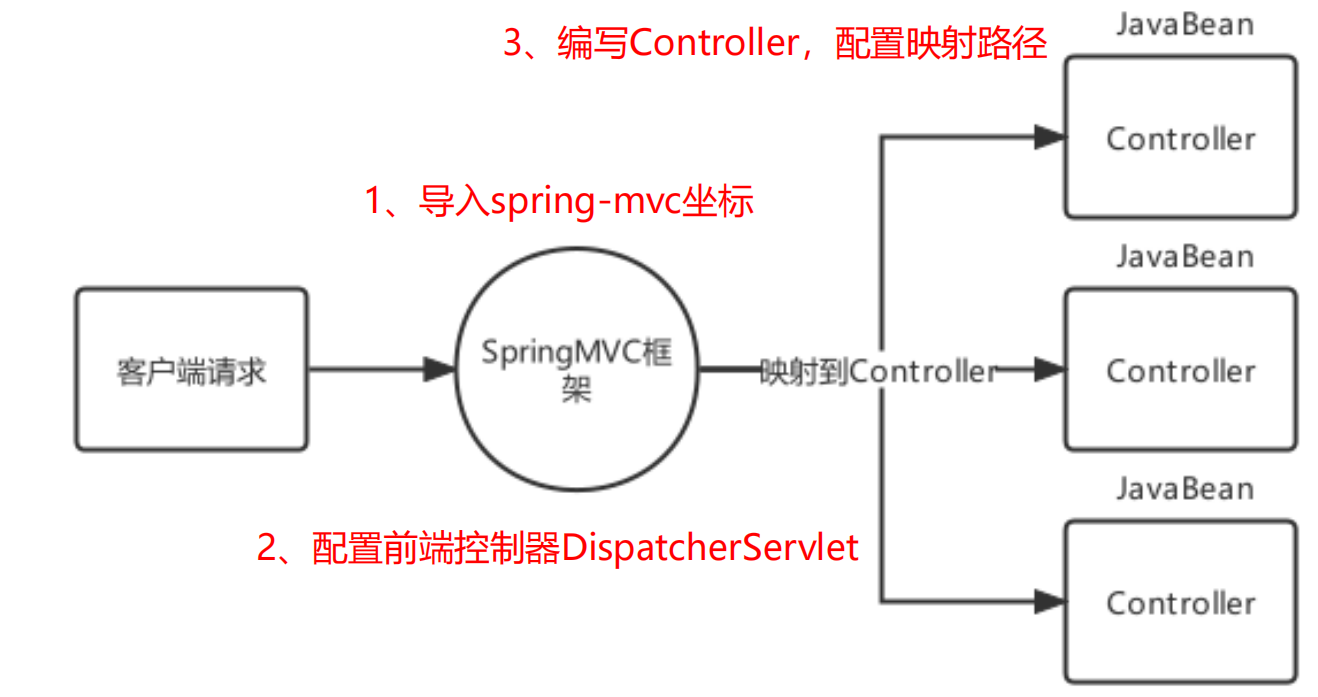 JavaBean
3、编写Controller，配置映射路径
Controller
1、导入spring-mvc坐标
JavaBean
客户端请求
SpringMVC框
架
映射到Controller
Controller
JavaBean
2、配置前端控制器DispatcherServlet
Controller